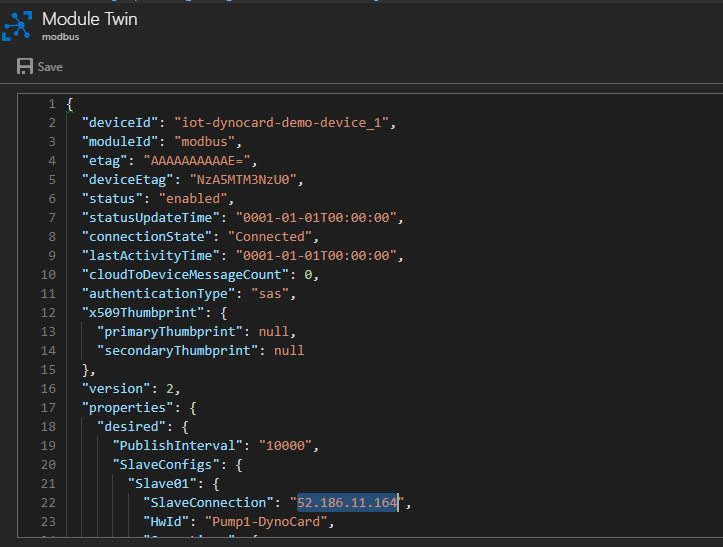 Module Twin
modbus
Save
1 {
2 "deviceId": "iot-dynocard-demo-device_1",
3 "moduleId": "modbus",
4 "etag": "AAAAAAAAAAE=",
5 "deviceEtag": "NzA5MTM3NzU0",
6 "status": "enabled",
7 "statusUpdateTime": "0001-01-01T00:00:00",
8 "connectionState": "Connected",
9 "lastActivityTime": "0001-01-01T00:00:00",
10 "cloudToDeviceMessageCount": 0,
11 "authenticationType": "sas",
12 "x509Thumbprint": {
13 "primaryThumbprint": null,
14 "secondaryThumbprint": null
15 },
16 "version": 2,
17 "properties": {
18 "desired": {
19 "PublishInterval": "10000",
20 "SlaveConfigs": {
21 "Slave01": {
22 "SlaveConnection": "52.186.11.164",
23 "HwId": "Pump1-DynoCard",